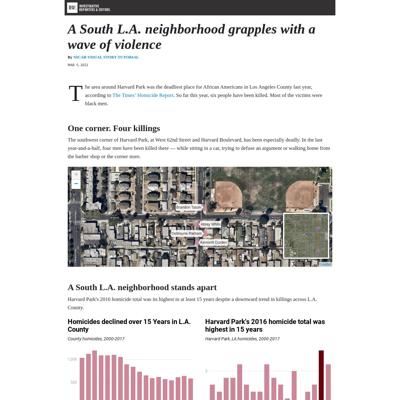 INVESTIGATIVE
REPORTERS & EDITORS
A South L.A. neighborhood grapples with a
wave of violence
By NICAR VISUAL STORY TUTORIAL
MAR. 5, 2022
The area around Harvard Park was the deadliest place for African Americans in Los Angeles County last year,
according to The Times' Homicide Report. So far this year, six people have been killed. Most of the victims were
black men.
One corner. Four killings
The southwest corner of Harvard Park, at West 62nd Street and Harvard Boulevard, has been especially deadly. In the last
year-and-a-half, four men have been killed there — while sitting in a car, trying to defuse an argument or walking home from
the barber shop or the corner store.
+
−
Brandon Travis
Alsey White
Dejounte
Kenneth
A South L.A. neighborhood stands apart
Harvard Park's 2016 homicide total was its highest in at least 15 years despite a downward trend in killings across L.A.
County.
Homicides declined over 15 Years in L.A.
County
County homicides, 2000-2017
1,000
500
Harvard Park's 2016 homicide total was
highest in 15 years
Harvard Park, LA homicides, 2000-2017